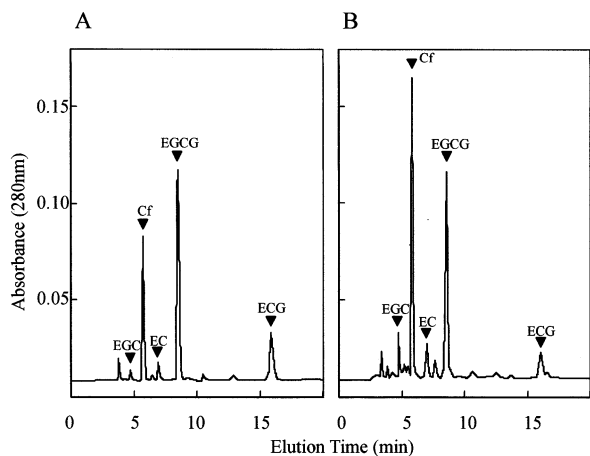 A
B
Absorbance (280nm)
0.15
0.10
0.05
EGC
Cf
EC
EGCG
ECG
EGC
Cf
EC
EGCG
ECG
0 5 10 15
0 5 10 15
Elution Time (min)